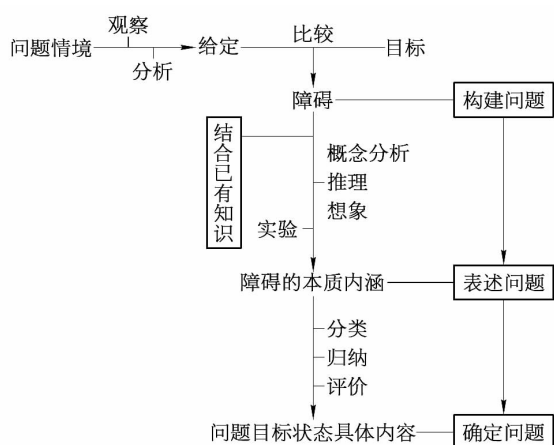 观察
问题情境
分析
给定
比较
目标
障碍
构建问题
结合已有知识
概念分析
推理
想象
实验
障碍的本质内涵
表述问题
分类
归纳
评价
问题目标状态具体内容
确定问题